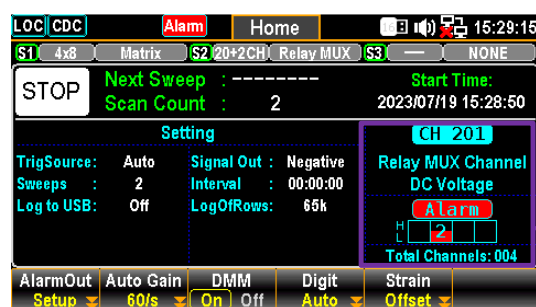 LOC CDC Alarm Home 16 15:29:15
S1 4x8 Matrix S2 20+2CH Relay MUX S3 — NONE
STOP
Next Sweep : --------
Scan Count : 2
Start Time:
2023/07/19 15:28:50
Setting
TrigSource: Auto Signal Out : Negative
Sweeps : 2 Interval : 00:00:00
Log to USB: Off LogOfRows: 65k
CH 201
Relay MUX Channel
DC Voltage
Alarm
H
L 2
Total Channels: 004
AlarmOut Auto Gain DMM Digit Strain
Setup 60/s On Off Auto Offset